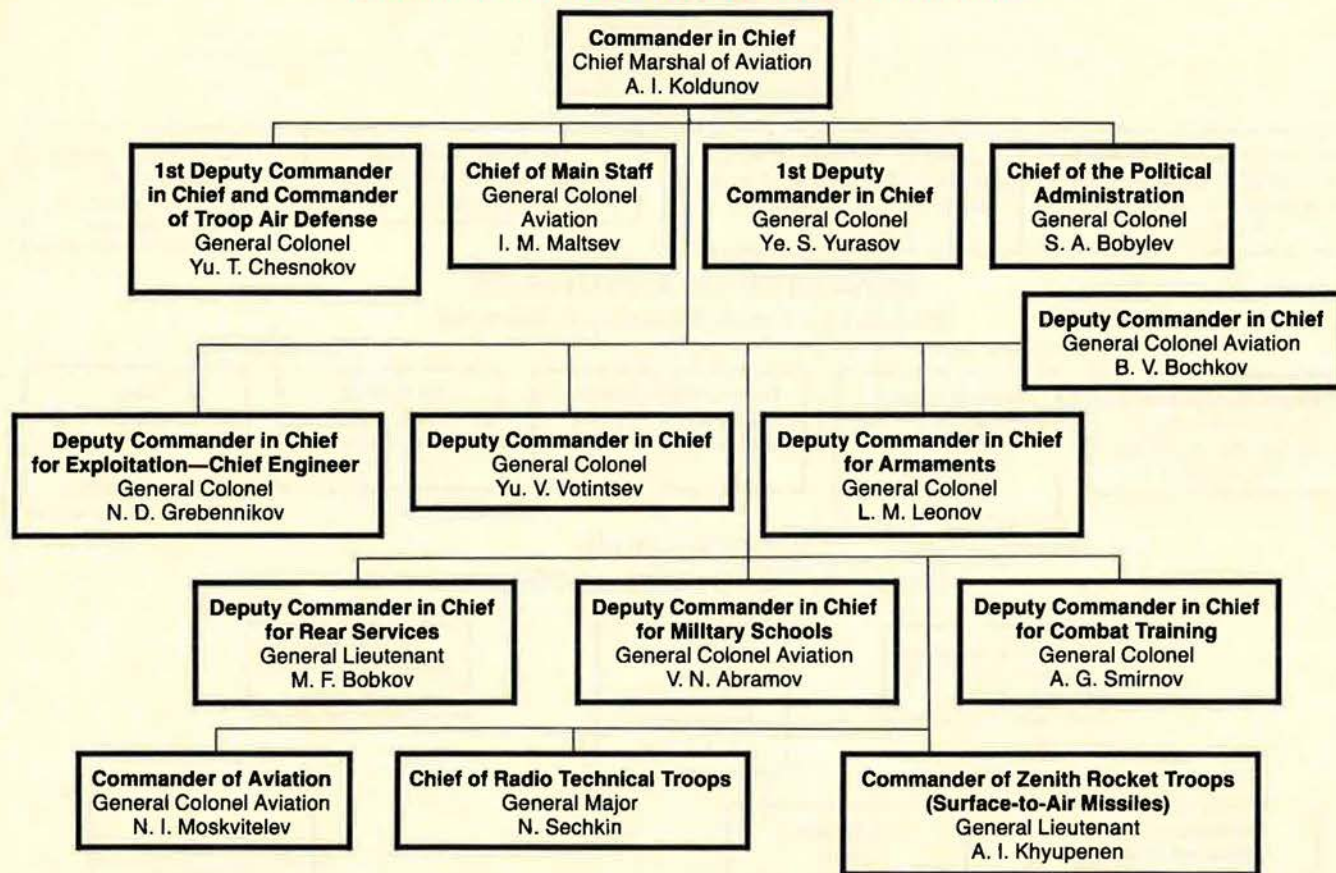 Commander in Chief
Chief Marshal of Aviation
A. I. Koldunov
1st Deputy Commander
in Chief and Commander
of Troop Air Defense
General Colonel
Yu. T. Chesnokov
Chief of Main Staff
General Colonel
Aviation
I. M. Maltsev
1st Deputy
Commander in Chief
General Colonel
Ye. S. Yurasov
Chief of the Political
Administration
General Colonel
S. A. Bobylev
Deputy Commander in Chief
General Colonel Aviation
B. V. Bochkov
Deputy Commander in Chief
for Exploitation—Chief Engineer
General Colonel
N. D. Grebennikov
Deputy Commander in Chief
General Colonel
Yu. V. Votintsev
Deputy Commander in Chief
for Armaments
General Colonel
L. M. Leonov
Deputy Commander in Chief
for Rear Services
General Lieutenant
M. F. Bobkov
Deputy Commander in Chief
for Military Schools
General Colonel Aviation
V. N. Abramov
Deputy Commander in Chief
for Combat Training
General Colonel
A. G. Smirnov
Commander of Aviation
General Colonel Aviation
N. I. Moskvitelev
Chief of Radio Technical Troops
General Major
N. Sechkin
Commander of Zenith Rocket Troops
(Surface-to-Air Missiles)
General Lieutenant
A. I. Khyupenen